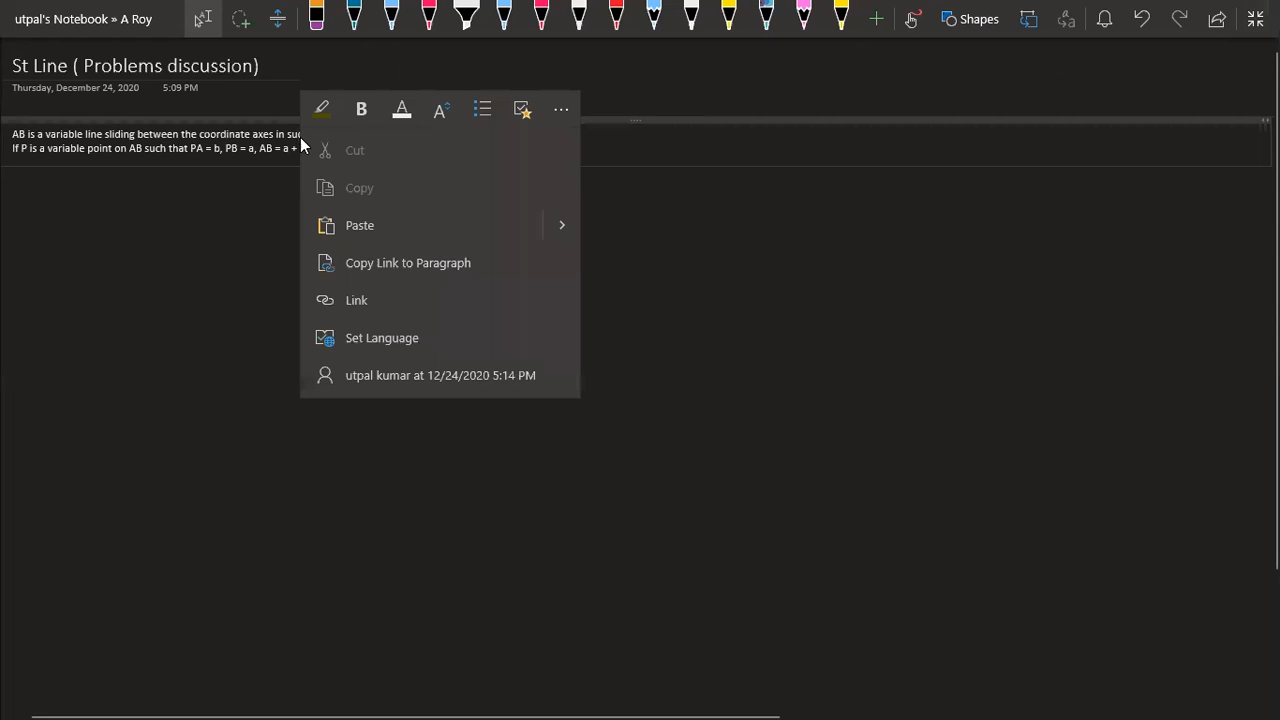 utpal's Notebook » A Roy
Shapes
St Line ( Problems discussion)
Thursday, December 24, 2020 5:09 PM
AB is a variable line sliding between the coordinate axes in
If P is a variable point on AB such that PA = b, PB = a, AB = a +
B A A
Cut
Copy
Paste
Copy Link to Paragraph
Link
Set Language
utpal kumar at 12/24/2020 5:14 PM